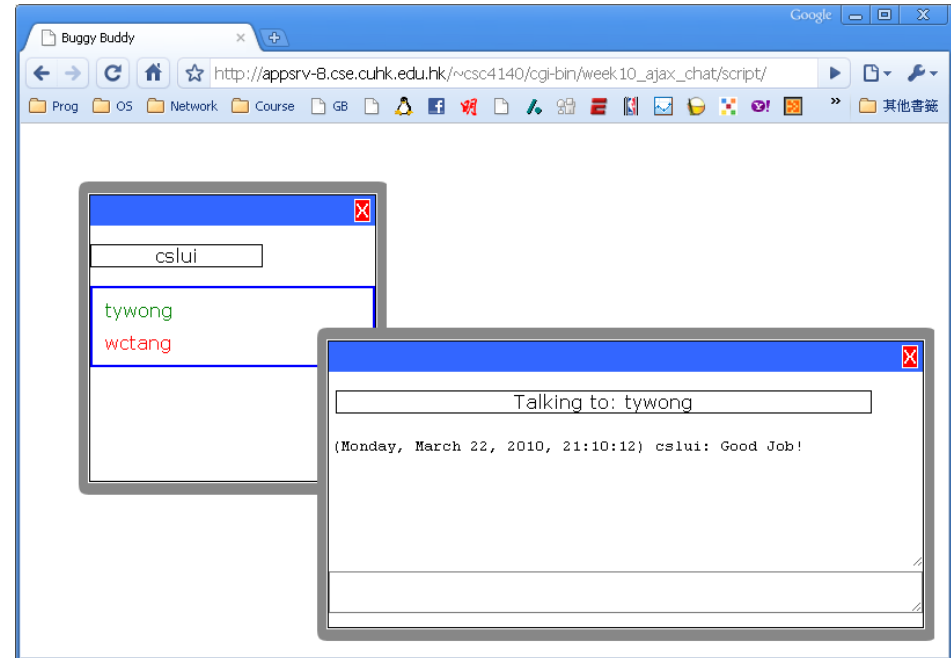 Google
Buggy Buddy
http://appsrv-8.cse.cuhk.edu.hk/~csc4140/cgi-bin/week10_ajax_chat/script/
Prog OS Network Course GB » 其他書籤
X
cslui
tywong
wctang
X
Talking to: tywong
(Monday, March 22, 2010, 21:10:12) cslui: Good Job!